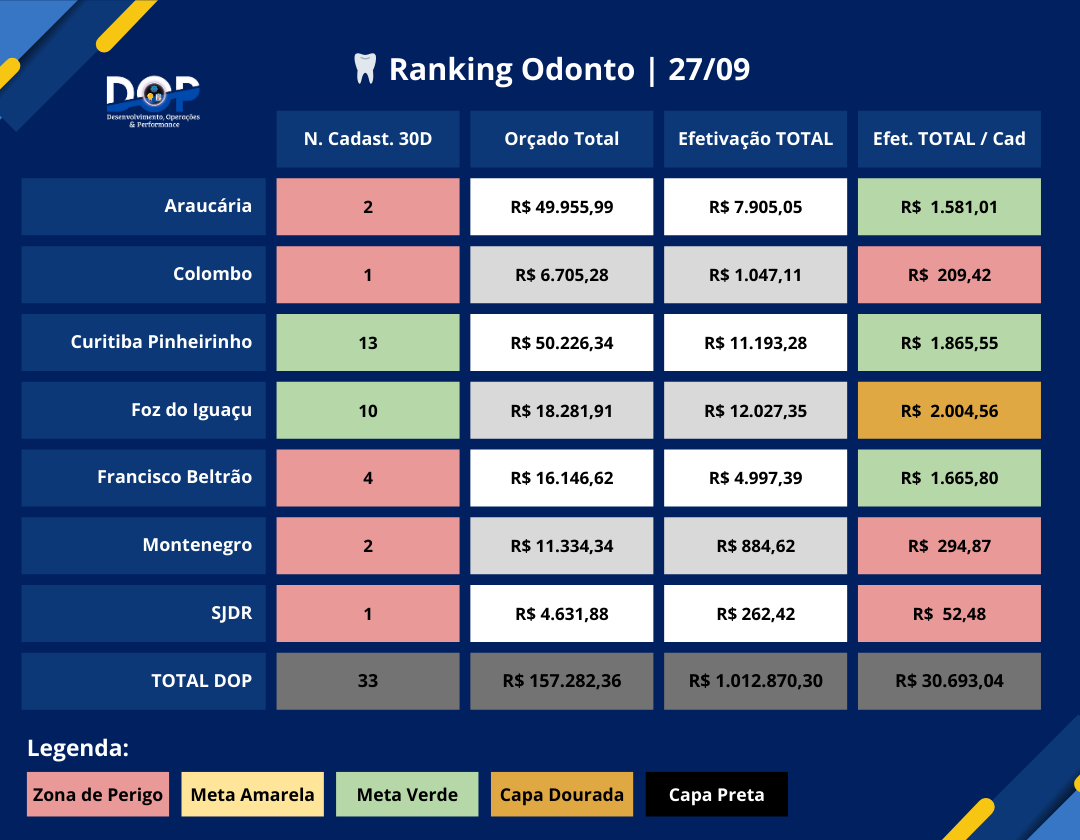 🦷 Ranking Odonto | 27/09
DOP
Desenvolvimento, Operações
& Performance
N. Cadast. 30D Orçado Total Efetivação TOTAL Efet. TOTAL / Cad
Araucária 2 R$ 49.955,99 R$ 7.905,05 R$ 1.581,01
Colombo 1 R$ 6.705,28 R$ 1.047,11 R$ 209,42
Curitiba Pinheirinho 13 R$ 50.226,34 R$ 11.193,28 R$ 1.865,55
Foz do Iguaçu 10 R$ 18.281,91 R$ 12.027,35 R$ 2.004,56
Francisco Beltrão 4 R$ 16.146,62 R$ 4.997,39 R$ 1.665,80
Montenegro 2 R$ 11.334,34 R$ 884,62 R$ 294,87
SJDR 1 R$ 4.631,88 R$ 262,42 R$ 52,48
TOTAL DOP 33 R$ 157.282,36 R$ 1.012.870,30 R$ 30.693,04
Legenda:
Zona de Perigo Meta Amarela Meta Verde Capa Dourada Capa Preta